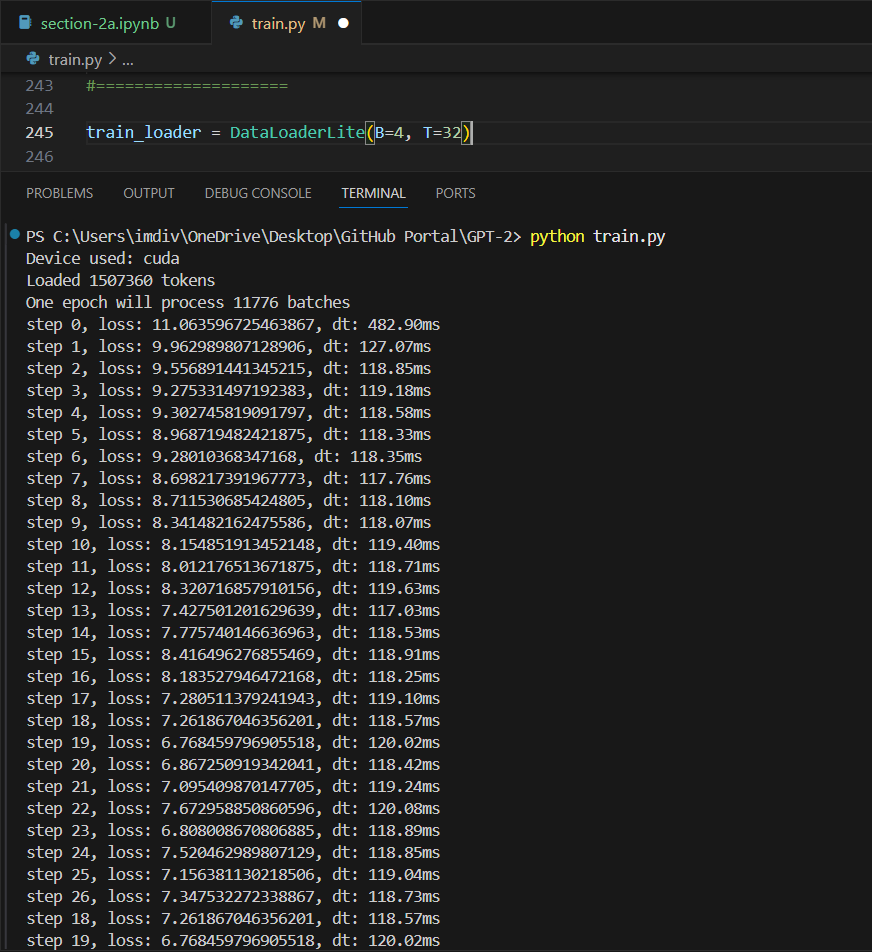 section-2a.ipynb U
train.py M
train.py > ...
243 #====================
244
245 train_loader = DataLoaderLite(B=4, T=32)
246
PROBLEMS OUTPUT DEBUG CONSOLE TERMINAL PORTS
PS C:\Users\imdiv\OneDrive\Desktop\GitHub Portal\GPT-2> python train.py
Device used: cuda
Loaded 1507360 tokens
One epoch will process 11776 batches
step 0, loss: 11.063596725463867, dt: 482.90ms
step 1, loss: 9.962989807128906, dt: 127.07ms
step 2, loss: 9.556891441345215, dt: 118.85ms
step 3, loss: 9.275331497192383, dt: 119.18ms
step 4, loss: 9.302745819091797, dt: 118.58ms
step 5, loss: 8.968719482421875, dt: 118.33ms
step 6, loss: 9.28010368347168, dt: 118.35ms
step 7, loss: 8.698217391967773, dt: 117.76ms
step 8, loss: 8.711530685424805, dt: 118.10ms
step 9, loss: 8.341482162475586, dt: 118.07ms
step 10, loss: 8.154851913452148, dt: 119.40ms
step 11, loss: 8.012176513671875, dt: 118.71ms
step 12, loss: 8.320716857910156, dt: 119.63ms
step 13, loss: 7.427501201629639, dt: 117.03ms
step 14, loss: 7.775740146636963, dt: 118.53ms
step 15, loss: 8.416496276855469, dt: 118.91ms
step 16, loss: 8.183527946472168, dt: 118.25ms
step 17, loss: 7.280511379241943, dt: 119.10ms
step 18, loss: 7.261867046356201, dt: 118.57ms
step 19, loss: 6.768459796905518, dt: 120.02ms
step 20, loss: 6.867250919342041, dt: 118.42ms
step 21, loss: 7.095409870147705, dt: 119.24ms
step 22, loss: 7.672958850860596, dt: 120.08ms
step 23, loss: 6.808008670806885, dt: 118.89ms
step 24, loss: 7.520462989807129, dt: 118.85ms
step 25, loss: 7.156381130218506, dt: 119.04ms
step 26, loss: 7.347532272338867, dt: 118.73ms
step 18, loss: 7.261867046356201, dt: 118.57ms
step 19, loss: 6.768459796905518, dt: 120.02ms